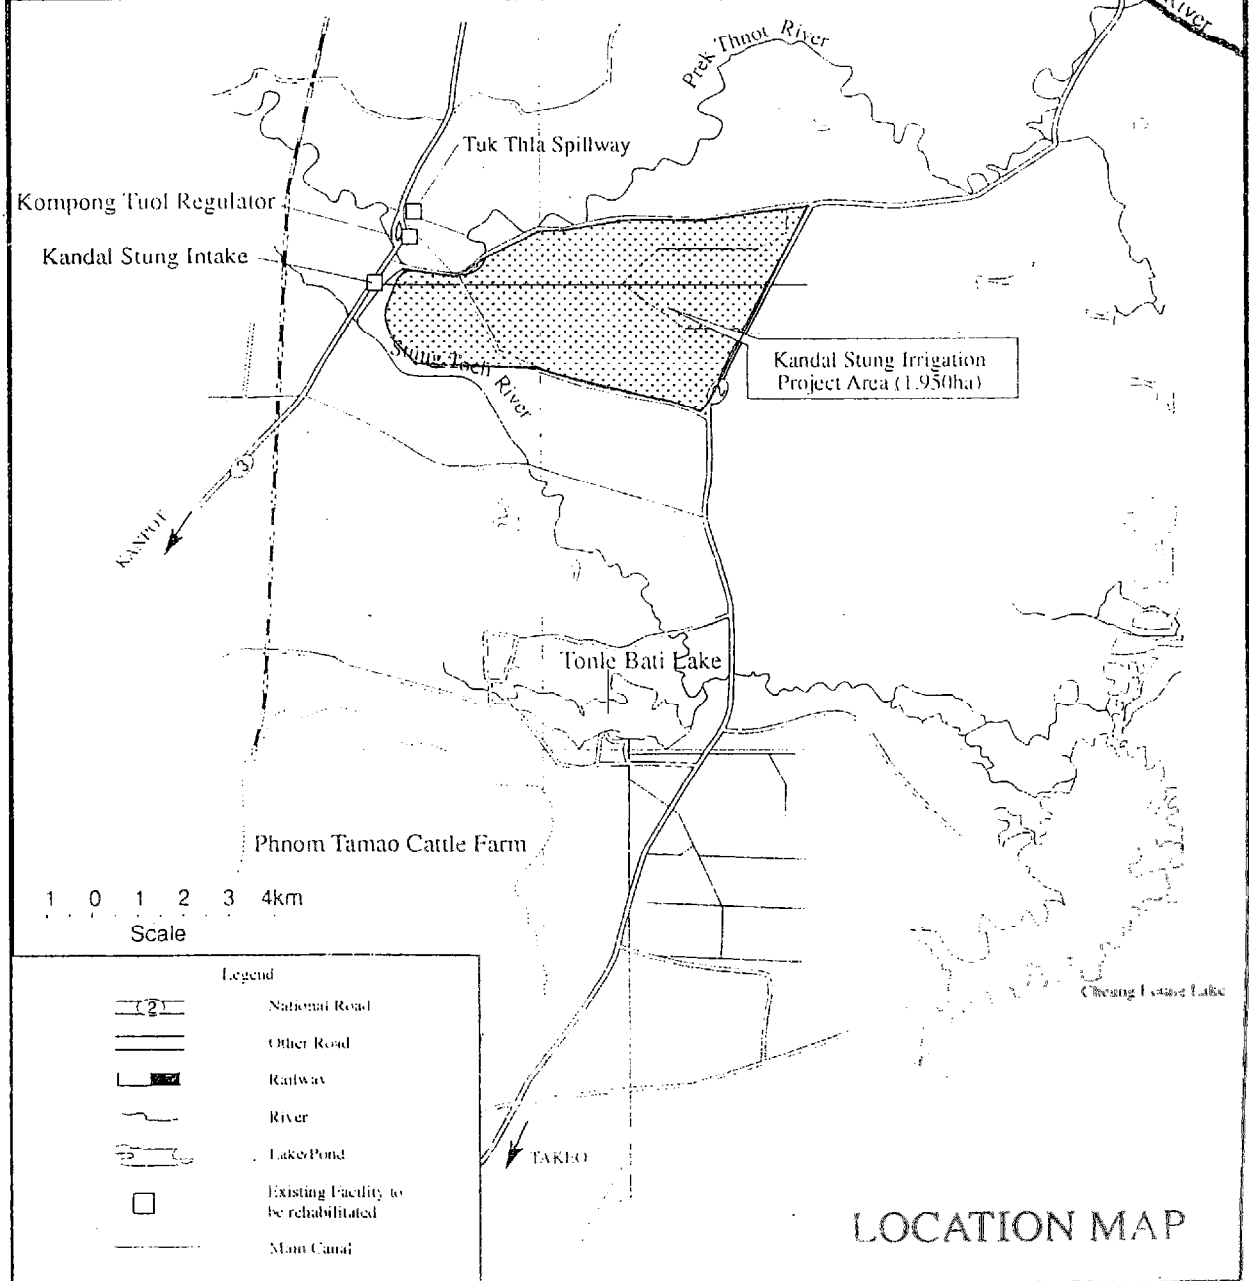 River
Prek Thnot River
Tuk Thla Spillway
Kompong Tuol Regulator
Kandal Stung Intake
Stung Toch River
Kandal Stung Irrigation
Project Area (1.950ha)
2
3
KANPOT
Tonle Bati Lake
Phnom Tamao Cattle Farm
1 0 1 2 3 4km
Scale
Legend
2 National Road
Other Road
Railway
River
Lake/Pond
Existing Facility to
be rehabilitated
Main Canal
TAKEO
Cheung Lake
LOCATION MAP